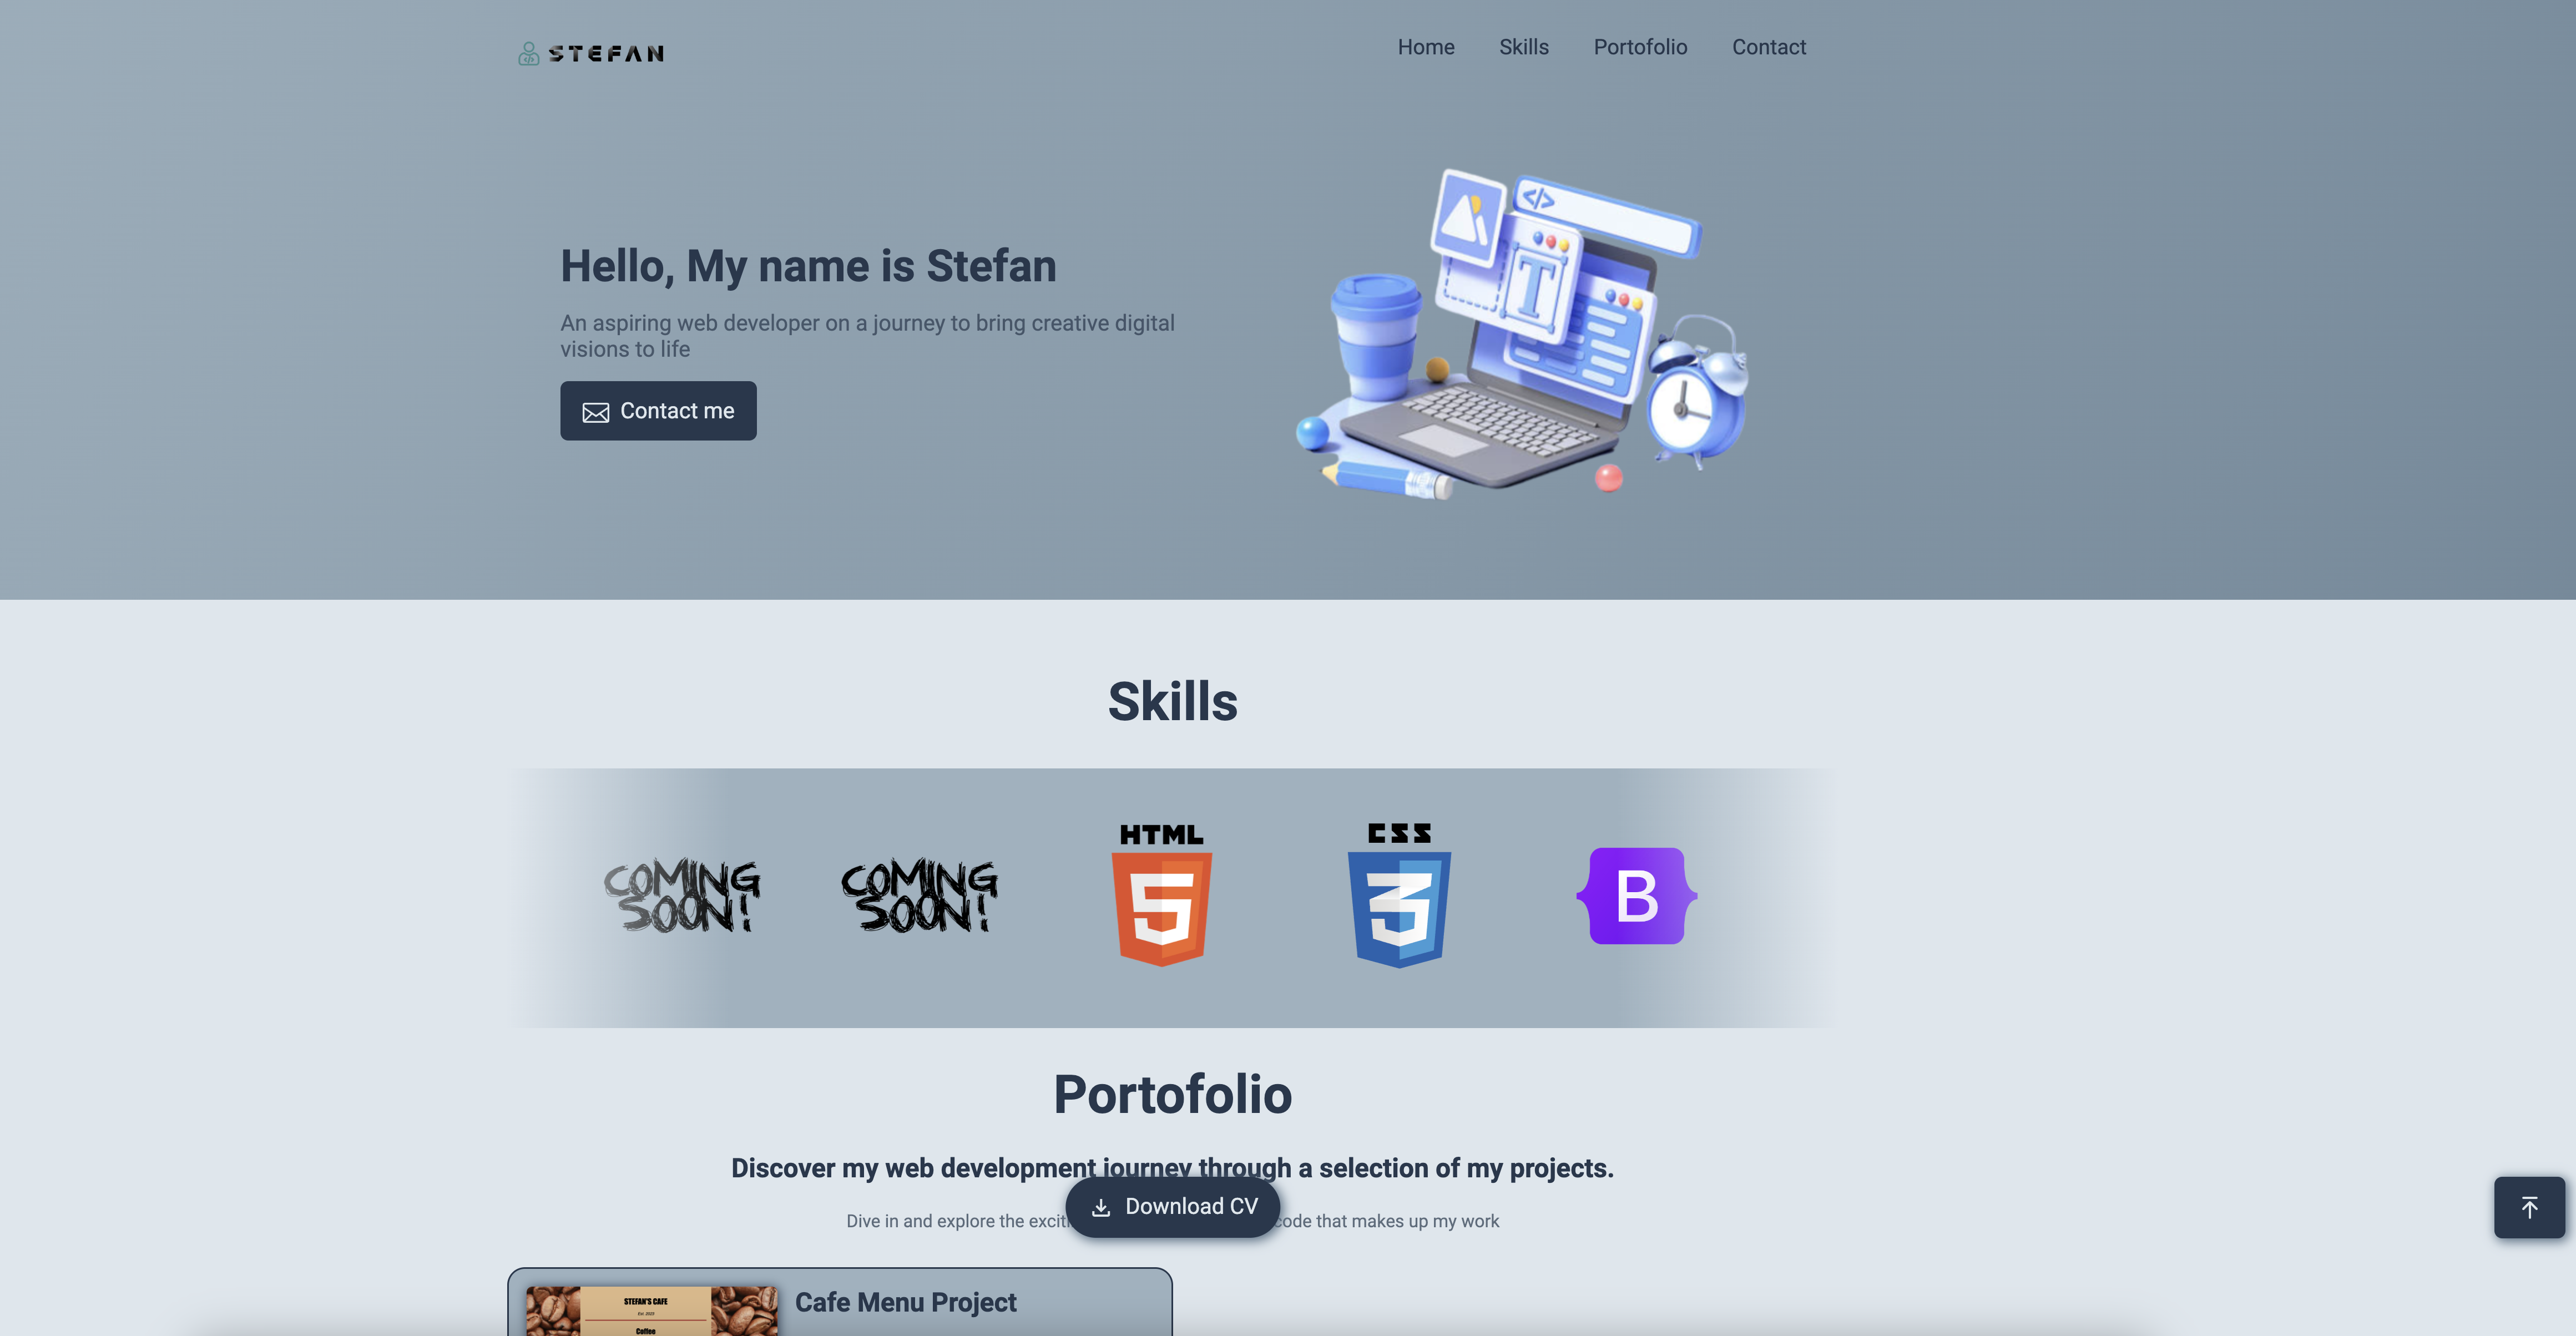 STEFAN
Home Skills Portofolio Contact
Hello, My name is Stefan
An aspiring web developer on a journey to bring creative digital
visions to life
Contact me
</>
T
Skills
COMING
SOON!
COMING
SOON!
HTML
5
CSS
3
B
Portofolio
Discover my web development journey through a selection of my projects.
Download CV
Dive in and explore the code that makes up my work
Cafe Menu Project
STEFAN'S CAFE
Est. 2023
Coffee